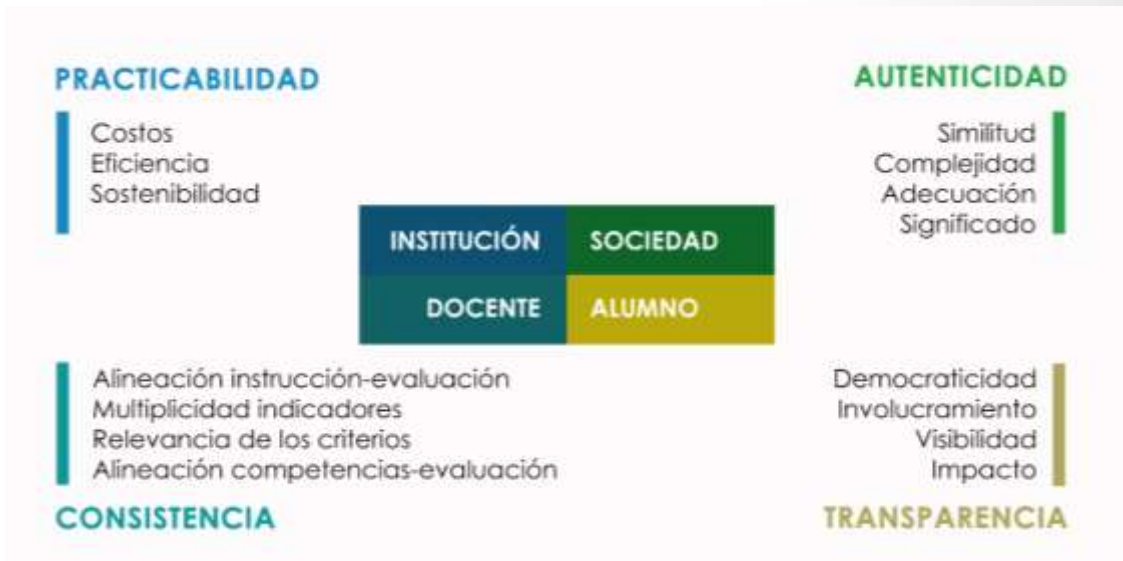 PRACTICABILIDAD
Costos
Eficiencia
Sostenibilidad
AUTENTICIDAD
Similitud
Complejidad
Adecuación
Significado
INSTITUCIÓN
SOCIEDAD
DOCENTE
ALUMNO
Alineación instrucción-evaluación
Multiplicidad indicadores
Relevancia de los criterios
Alineación competencias-evaluación
CONSISTENCIA
Democraticidad
Involucramiento
Visibilidad
Impacto
TRANSPARENCIA